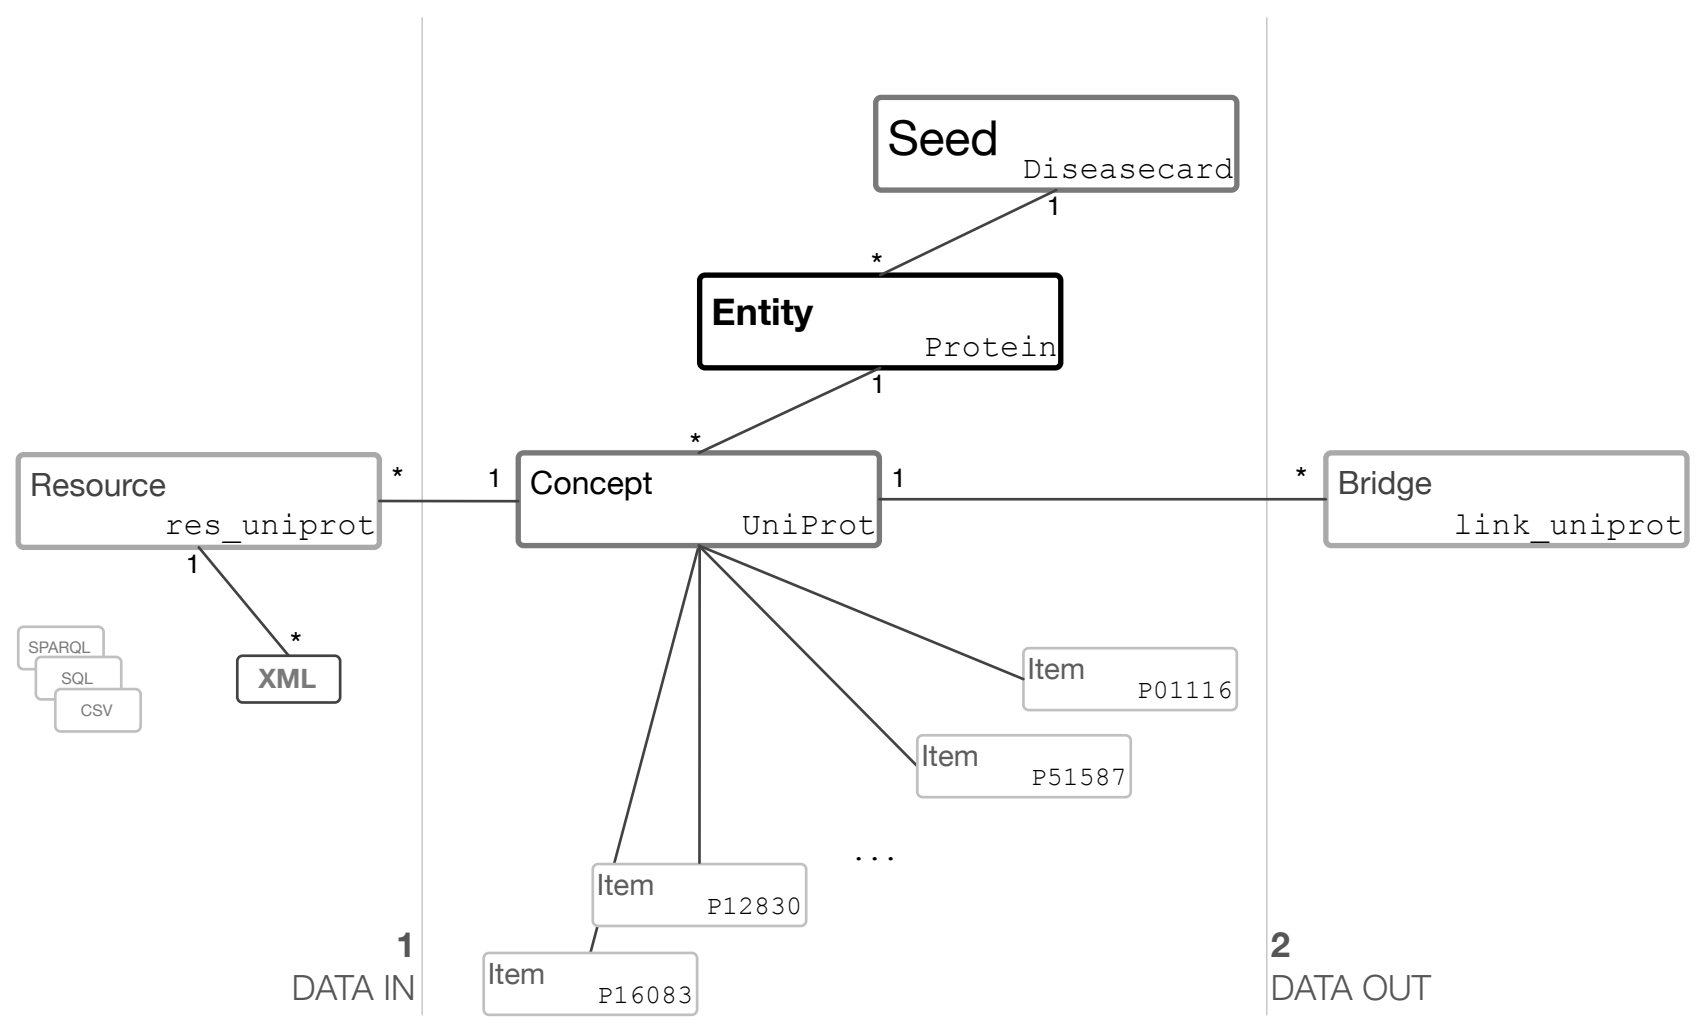 Seed
Diseasecard
1
*
Entity
Protein
1
*
Resource
res_uniprot
*
1
Concept
UniProt
1
*
Bridge
link_uniprot
1
*
SPARQL
SQL
CSV
XML
Item
P01116
Item
P51587
...
Item
P12830
Item
P16083
1
DATA IN
2
DATA OUT